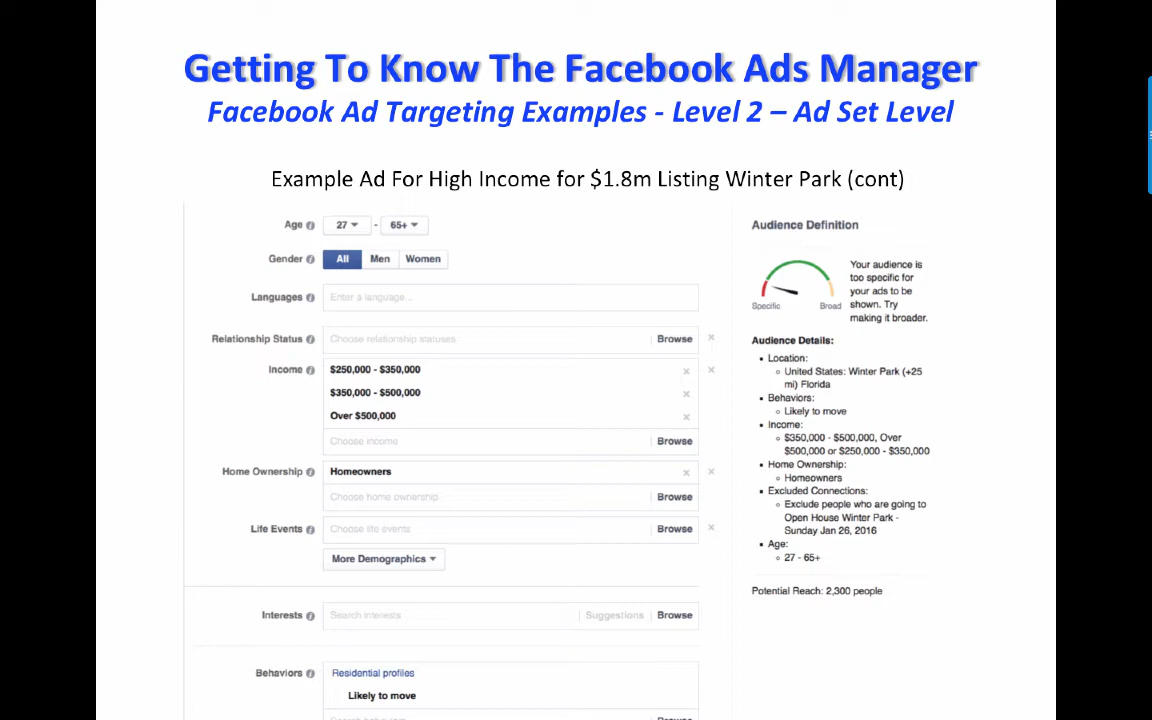 Getting To Know The Facebook Ads Manager
Facebook Ad Targeting Examples - Level 2 – Ad Set Level
Example Ad For High Income for $1.8m Listing Winter Park (cont)
Age 27 - 65+
Gender All Men Women
Languages Enter a language...
Relationship Status Choose relationship statuses Browse
Income $250,000 - $350,000
$350,000 - $500,000
Over $500,000
Choose income Browse
Home Ownership Homeowners
Choose home ownership Browse
Life Events Choose life events Browse
More Demographics
Interests Search interests Suggestions Browse
Behaviors Residential profiles
Likely to move
Search behaviors Browse
Audience Definition
Your audience is
too specific for
your ads to be
shown. Try
making it broader.
Specific Broad
Audience Details:
Location:
United States: Winter Park (+25
mi) Florida
Behaviors:
Likely to move
Income:
$350,000 - $500,000, Over
$500,000 or $250,000 - $350,000
Home Ownership:
Homeowners
Excluded Connections:
Exclude people who are going to
Open House Winter Park -
Sunday Jan 26, 2016
Age:
27 - 65+
Potential Reach: 2,300 people